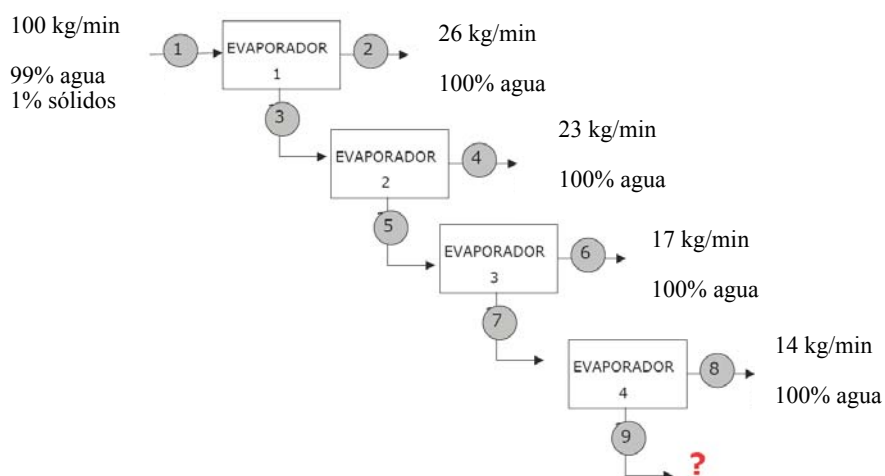 100 kg/min
99% agua
1% sólidos
1
EVAPORADOR
1
2
26 kg/min
100% agua
3
EVAPORADOR
2
4
23 kg/min
100% agua
5
EVAPORADOR
3
6
17 kg/min
100% agua
7
EVAPORADOR
4
8
14 kg/min
100% agua
9
?